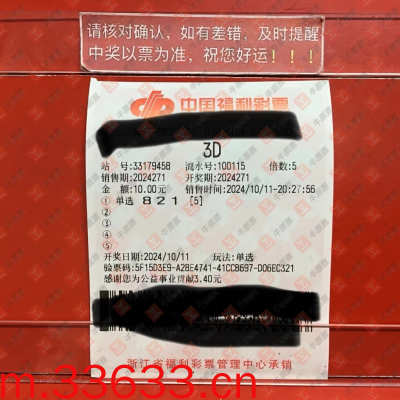 请核对确认，如有差错，及时提醒
中奖以票为准，祝您好运！！！
中国福利彩票
3D
站 号:33179458 流水号:100115 倍数:5
销售期:2024271 开奖期:2024271
金 额:10.00元 销售时间:2024/10/11-20:27:56
① 单选 8 2 1 [5]
②
③
④
⑤
开奖日期:2024/10/11 玩法:单选
验票码:5F15D3E9-A2BE4741-41CCB697-D06EC321
感谢您为公益事业贡献3.40元
浙江省福利彩票管理中心承销
m.33633.cn